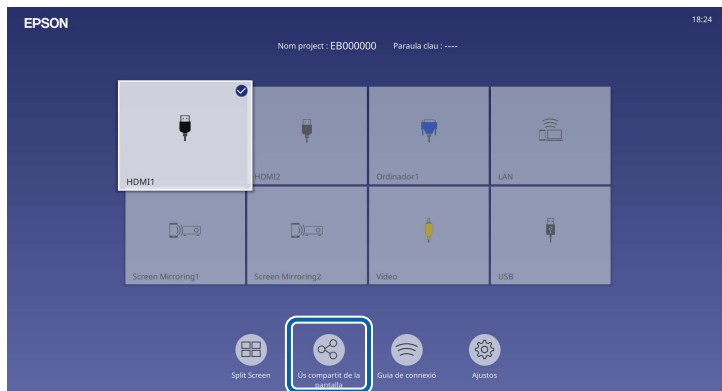 EPSON
18:24
Nom project : EB000000 Paraula clau : ----
HDMI1
HDMI2
Ordinador1
LAN
Screen Mirroring1
Screen Mirroring2
Vídeo
USB
Split Screen
Ús compartit de la
pantalla
Guia de connexió
Ajustos